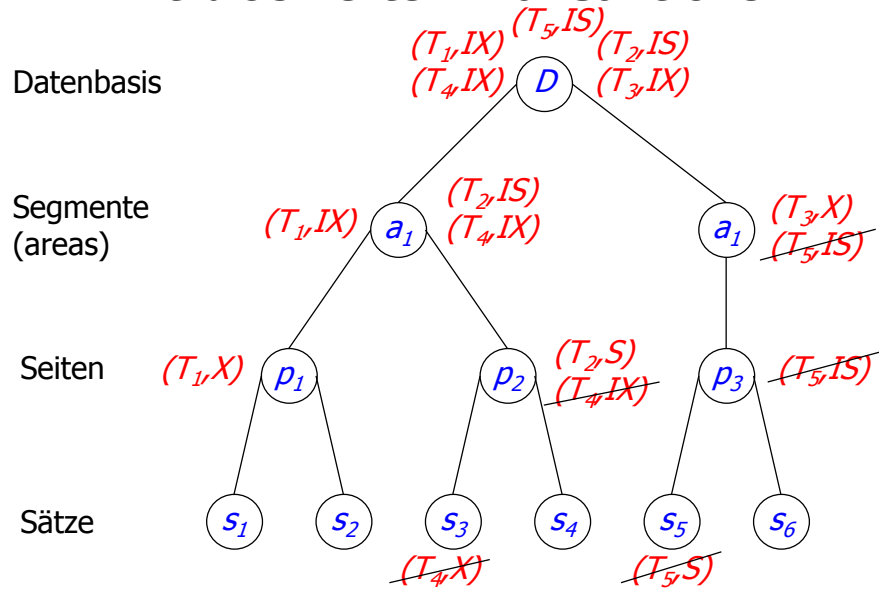 (T5,IS)
(T1,IX) (T2,IS)
Datenbasis (T4,IX) D (T3,IX)
Segmente (T2,IS) (T3,X)
(T1,IX) a1 (T4,IX) a1
(areas) (T5,IS)
Seiten (T1,X) p1 p2 (T2,S) p3 (T5,IS)
(T4,IX)
Sätze s1 s2 s3 s4 s5 s6
(T4,X) (T5,S)